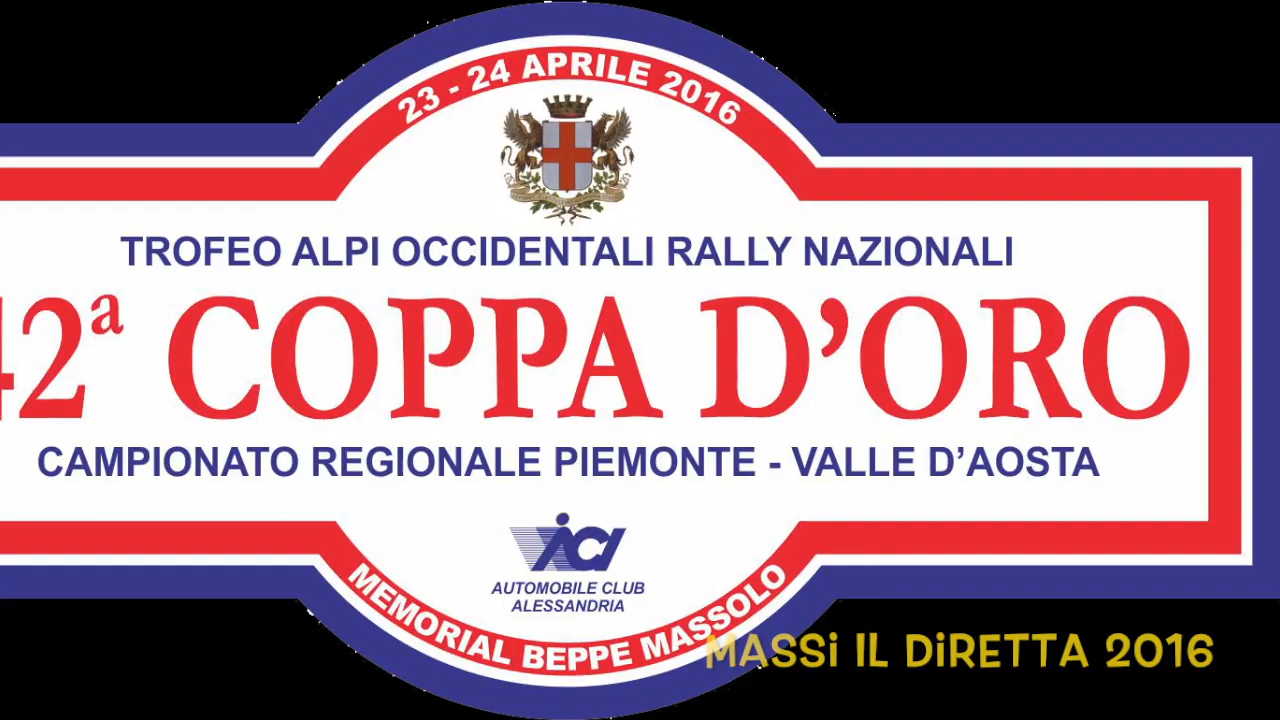 23 - 24 APRILE 2016
TROFEO ALPI OCCIDENTALI RALLY NAZIONALI
42ª COPPA D'ORO
CAMPIONATO REGIONALE PIEMONTE - VALLE D'AOSTA
ACI
AUTOMOBILE CLUB
ALESSANDRIA
MEMORIAL BEPPE MASSOLO
MASSi IL DiRETTA 2016